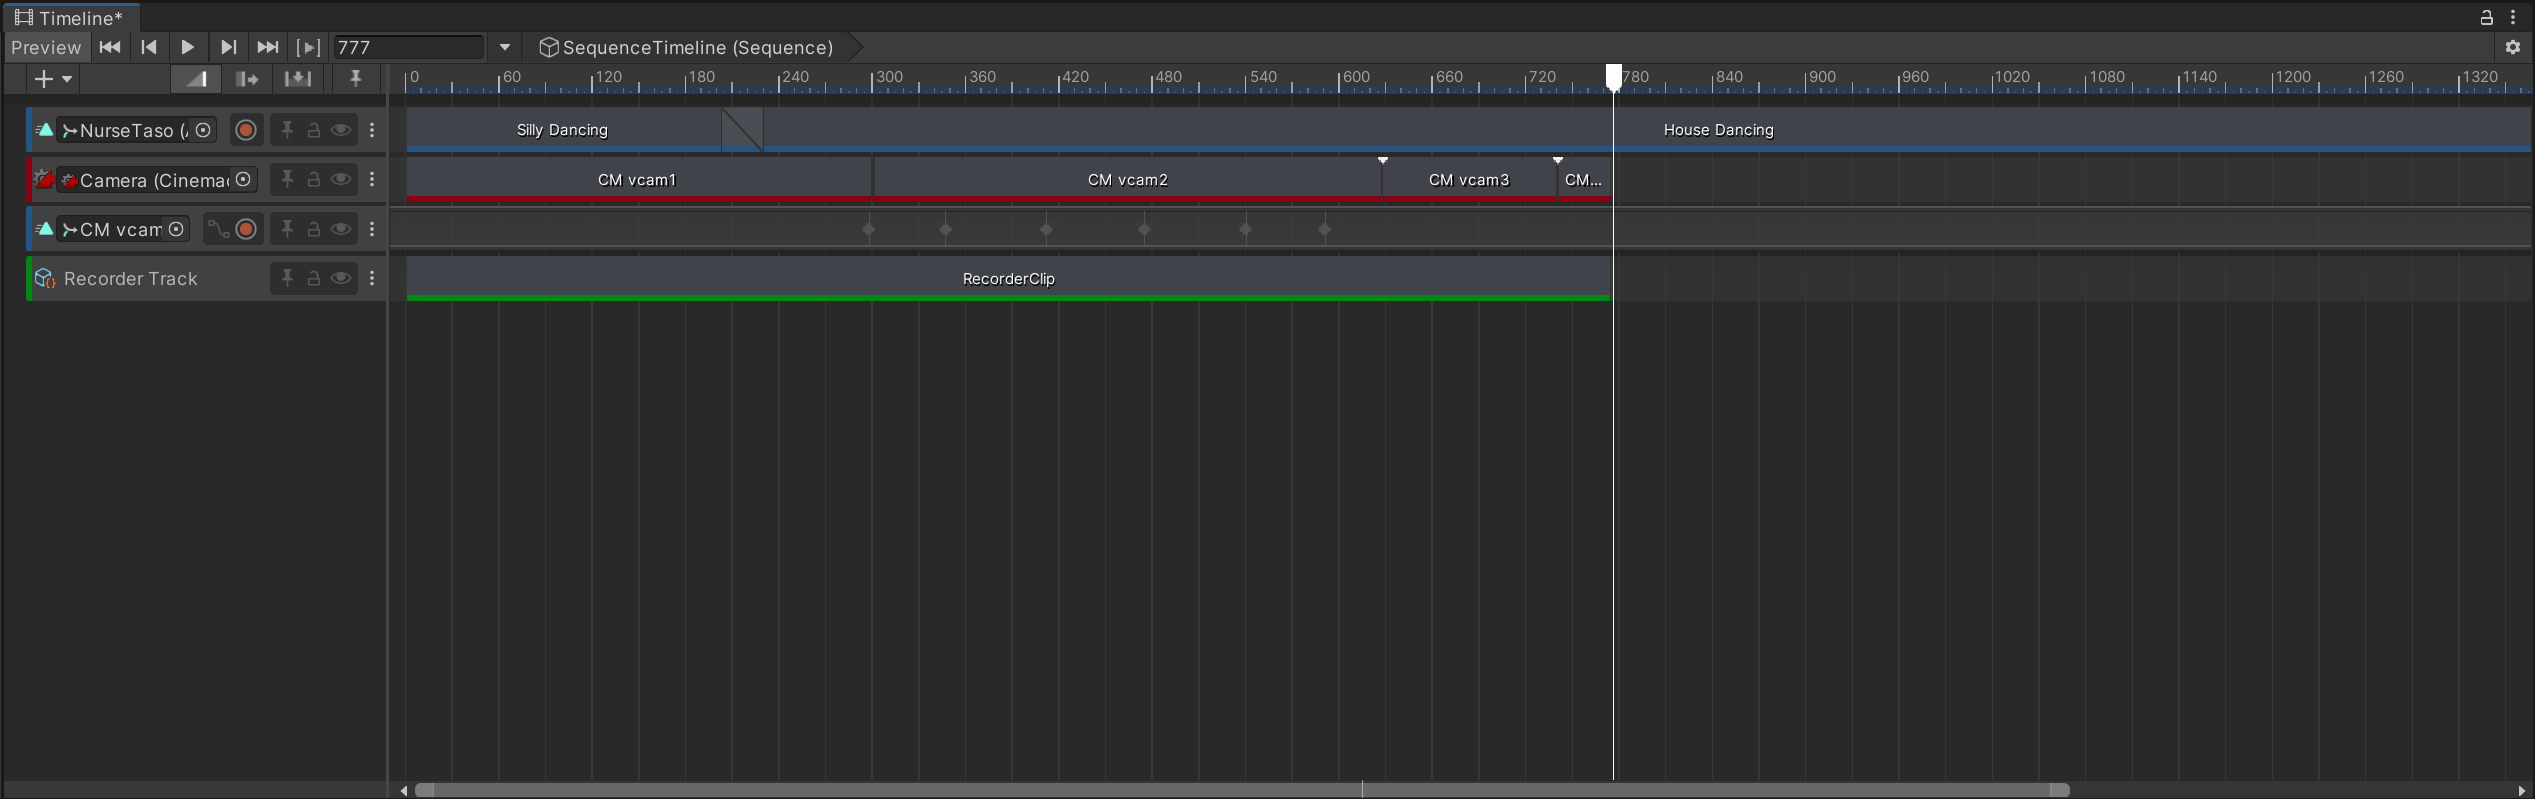 Timeline*
Preview 777 SequenceTimeline (Sequence)
0 60 120 180 240 300 360 420 480 540 600 660 720 780 840 900 960 1020 1080 1140 1200 1260 1320
NurseTaso (
Silly Dancing House Dancing
Camera (Cinema
CM vcam1 CM vcam2 CM vcam3 CM...
CM vcam
Recorder Track RecorderClip